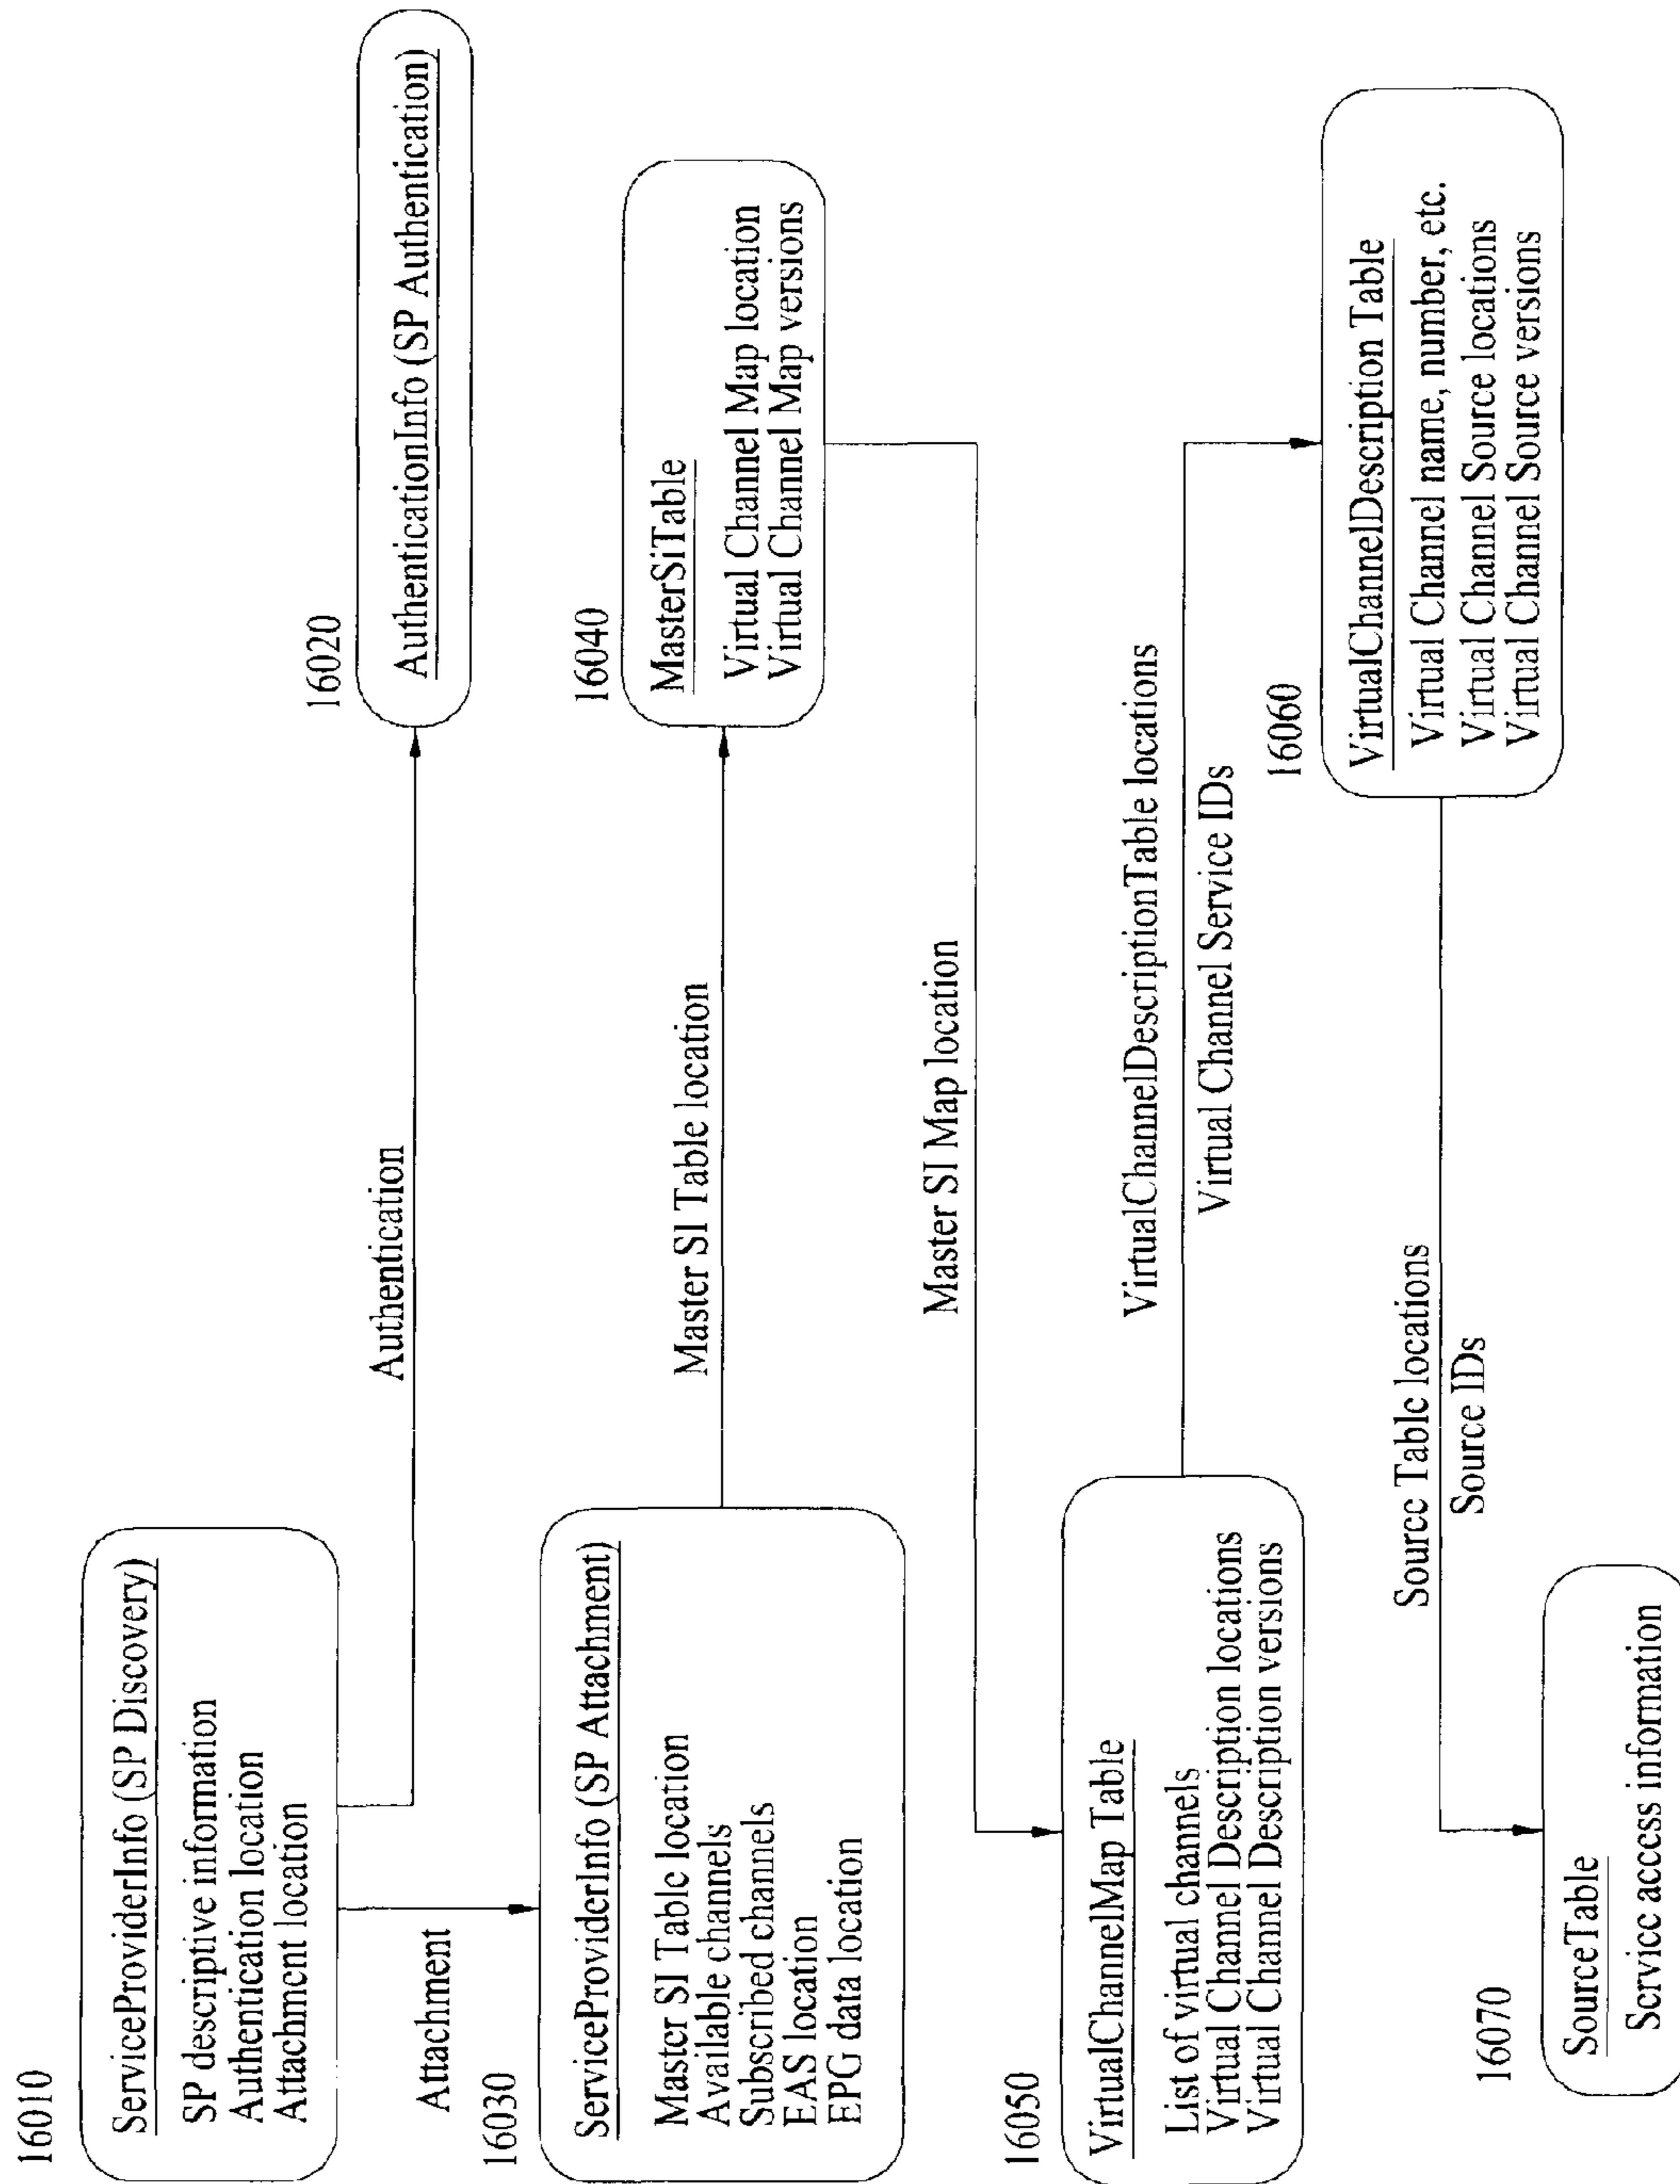 16010
ServiceProviderInfo (SP Discovery)
SP descriptive information
Authentication location
Attachment location
Authentication
16020
AuthenticationInfo (SP Authentication)
Attachment
16030
ServiceProviderInfo (SP Attachment)
Master SI Table location
Available channels
Subscribed channels
EAS location
EPG data location
Master SI Table location
16040
MasterSiTable
Virtual Channel Map location
Virtual Channel Map versions
Master SI Map location
16050
VirtualChannelMap Table
List of virtual channels
Virtual Channel Description locations
Virtual Channel Description versions
VirtualChannelDescriptionTable locations
Virtual Channel Service IDs
16060
VirtualChannelDescription Table
Virtual Channel name, number, etc.
Virtual Channel Source locations
Virtual Channel Source versions
Source Table locations
Source IDs
16070
SourceTable
Service access information